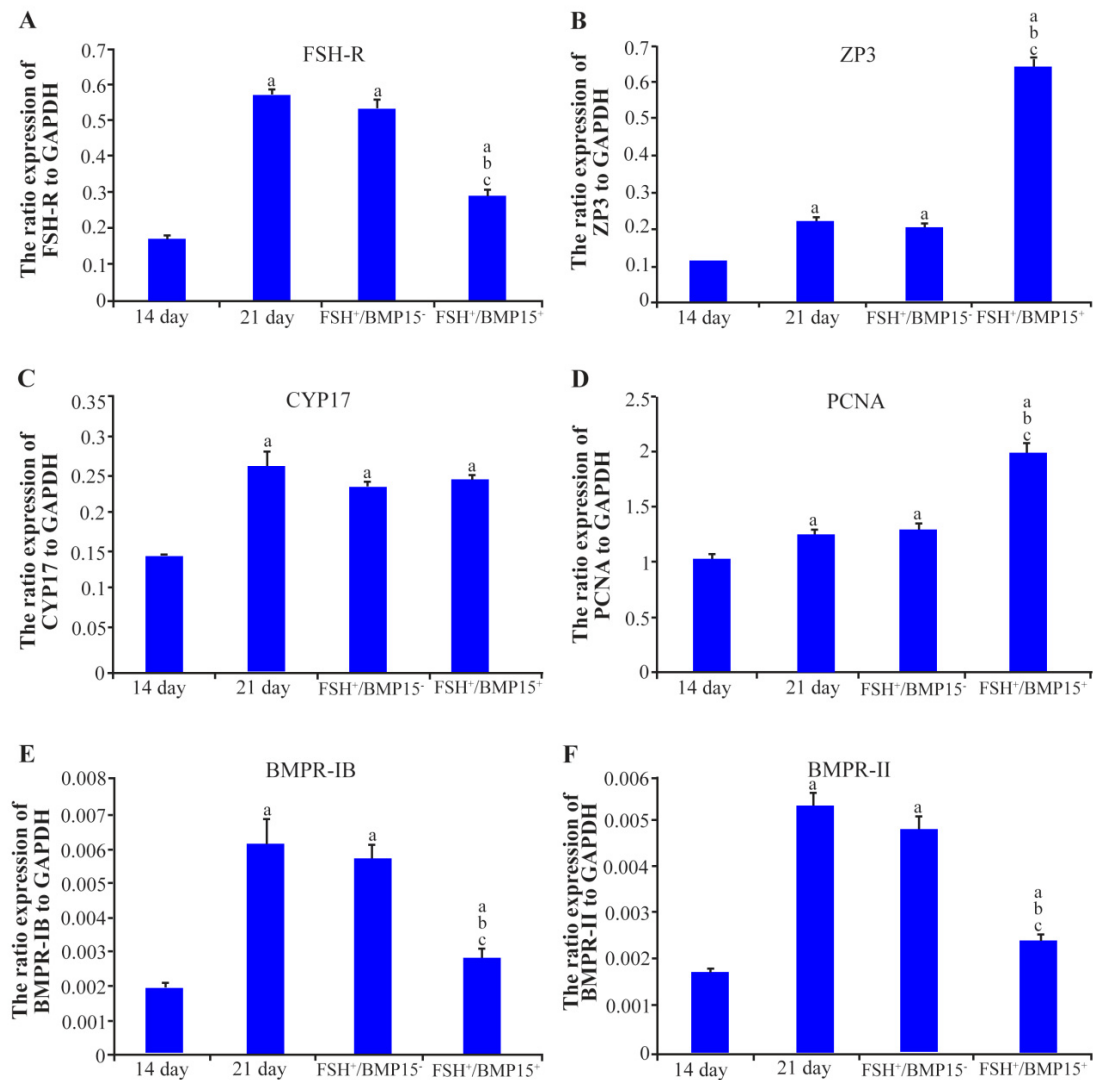 A
FSH-R
The ratio expression of
FSH-R to GAPDH
0.7
0.6
0.5
0.4
0.3
0.2
0.1
0
a
a
a
b
c
14 day
21 day
FSH⁺/BMP15⁻
FSH⁺/BMP15⁺
B
ZP3
The ratio expression of
ZP3 to GAPDH
0.7
0.6
0.5
0.4
0.3
0.2
0.1
0
a
a
a
b
c
14 day
21 day
FSH⁺/BMP15⁻
FSH⁺/BMP15⁺
C
CYP17
The ratio expression of
CYP17 to GAPDH
0.35
0.3
0.25
0.2
0.15
0.1
0.05
0
a
a
a
14 day
21 day
FSH⁺/BMP15⁻
FSH⁺/BMP15⁺
D
PCNA
The ratio expression of
PCNA to GAPDH
2.5
2
1.5
1
0.5
0
a
a
a
b
c
14 day
21 day
FSH⁺/BMP15⁻
FSH⁺/BMP15⁺
E
BMPR-IB
The ratio expression of
BMPR-IB to GAPDH
0.008
0.007
0.006
0.005
0.004
0.003
0.002
0.001
0
a
a
a
b
c
14 day
21 day
FSH⁺/BMP15⁻
FSH⁺/BMP15⁺
F
BMPR-II
The ratio expression of
BMPR-II to GAPDH
0.006
0.005
0.004
0.003
0.002
0.001
0
a
a
a
b
c
14 day
21 day
FSH⁺/BMP15⁻
FSH⁺/BMP15⁺